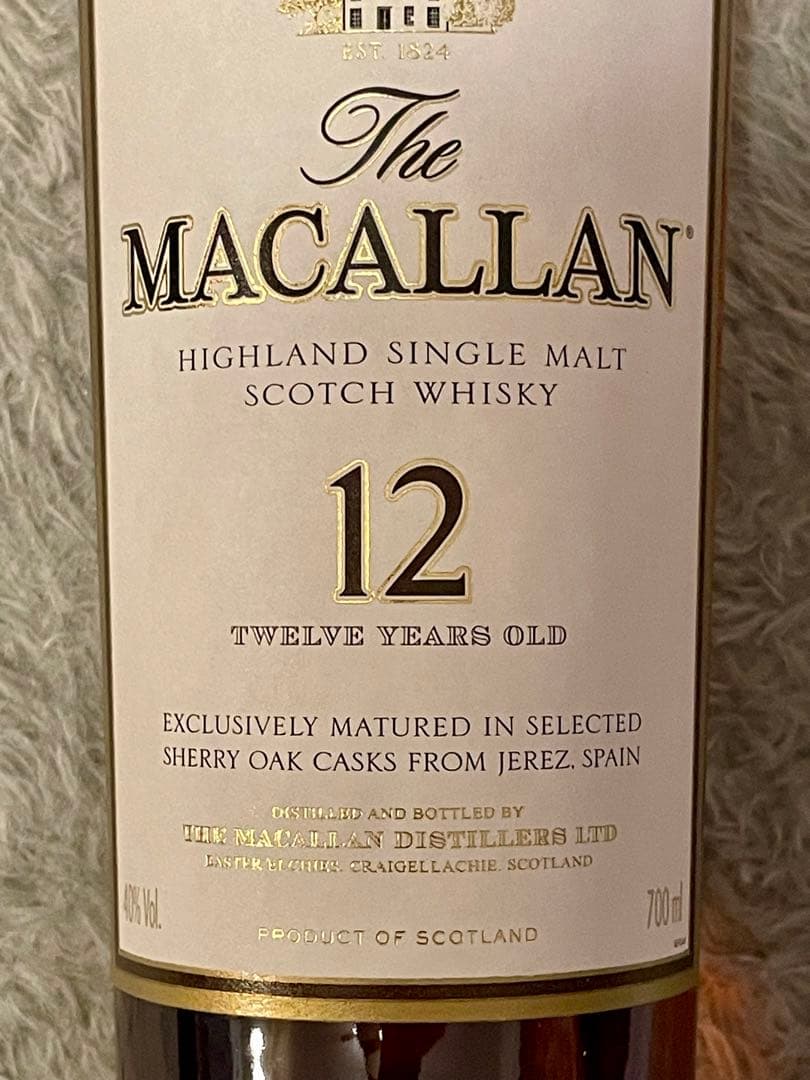 EST. 1824
The
MACALLAN®
HIGHLAND SINGLE MALT
SCOTCH WHISKY
12
TWELVE YEARS OLD
EXCLUSIVELY MATURED IN SELECTED
SHERRY OAK CASKS FROM JEREZ, SPAIN
DISTILLED AND BOTTLED BY
THE MACALLAN DISTILLERS LTD
EASTER ELCHIES, CRAIGELLACHIE, SCOTLAND
40% Vol.
700 ml
PRODUCT OF SCOTLAND